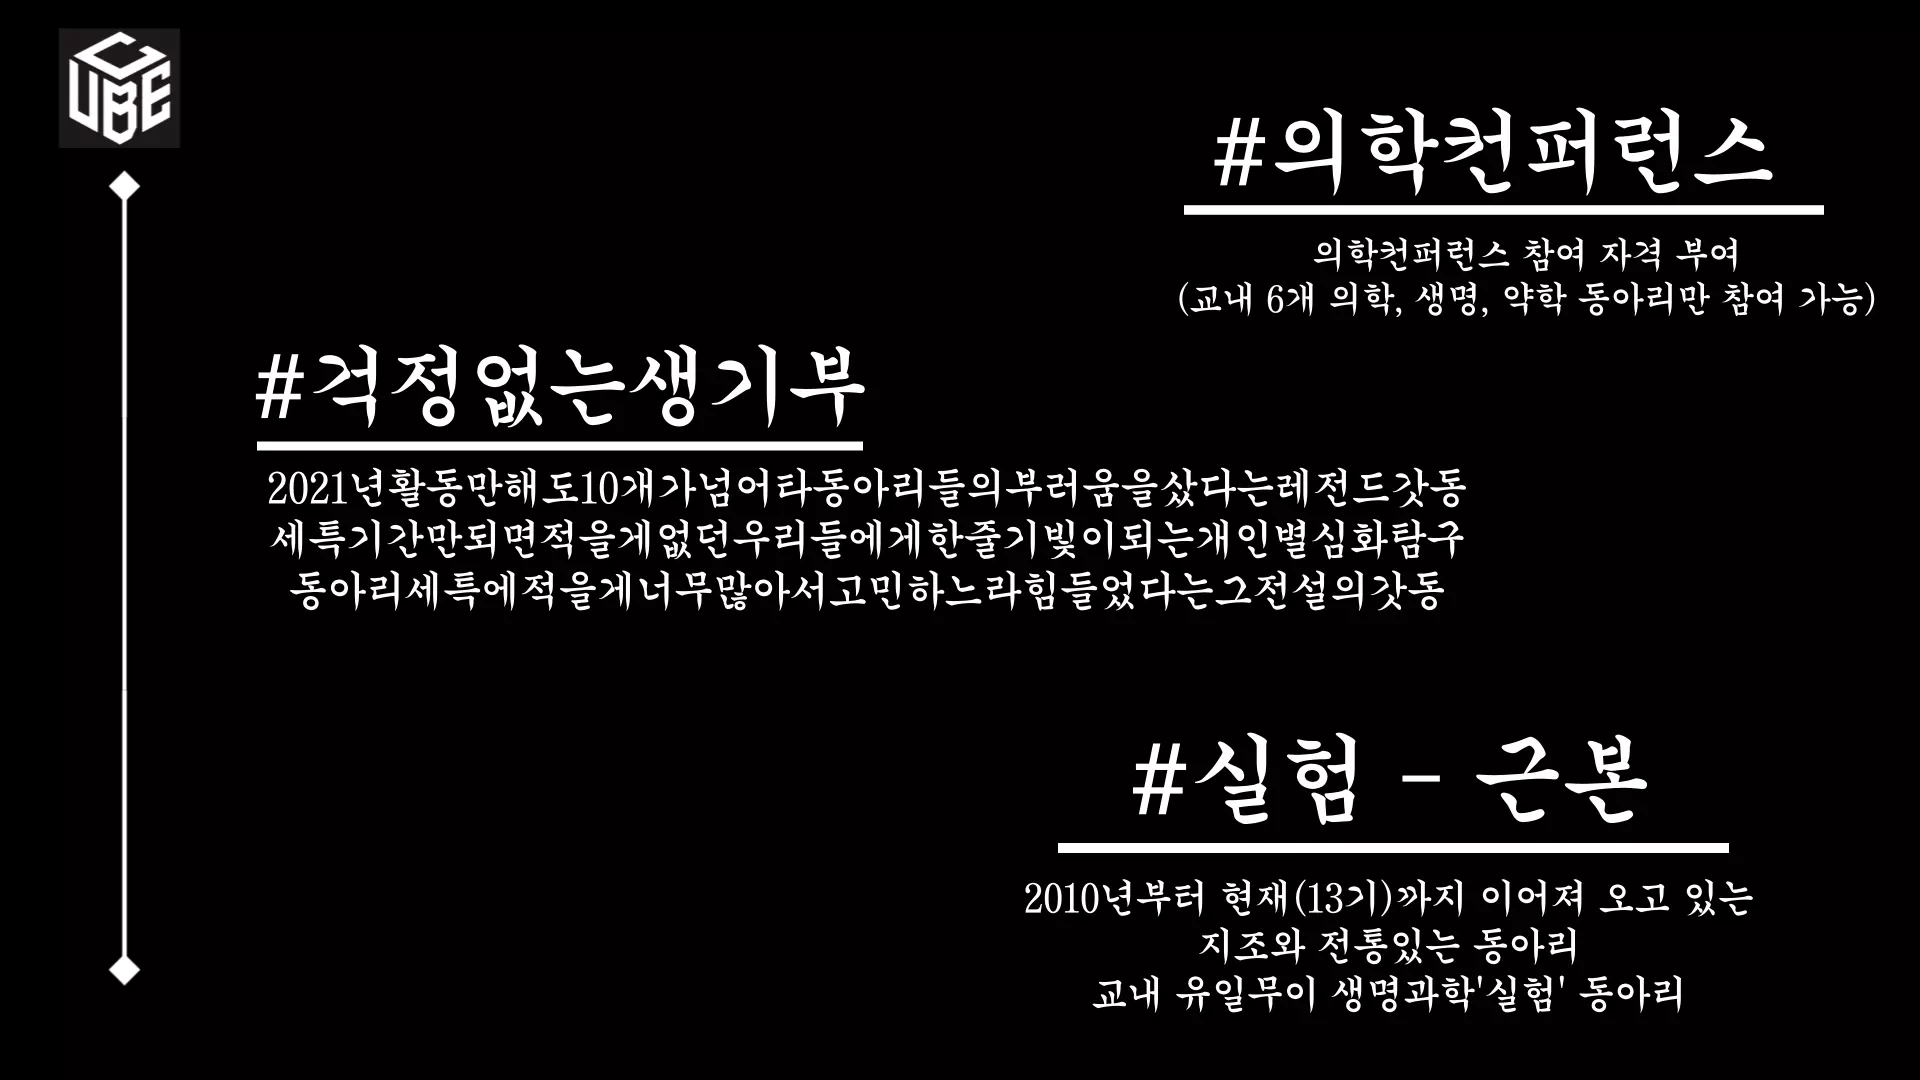 CUBE
#의학컨퍼런스
의학컨퍼런스 참여 자격 부여
(교내 6개 의학, 생명, 약학 동아리만 참여 가능)
#걱정없는생기부
2021년활동만해도10개가넘어타동아리들의부러움을샀다는레전드갓동
세특기간만되면적을게없던우리들에게한줄기빛이되는개인별심화탐구
동아리세특에적을게너무많아서고민하느라힘들었다는그전설의갓동
#실험 - 근본
2010년부터 현재(13기)까지 이어져 오고 있는
지조와 전통있는 동아리
교내 유일무이 생명과학'실험' 동아리